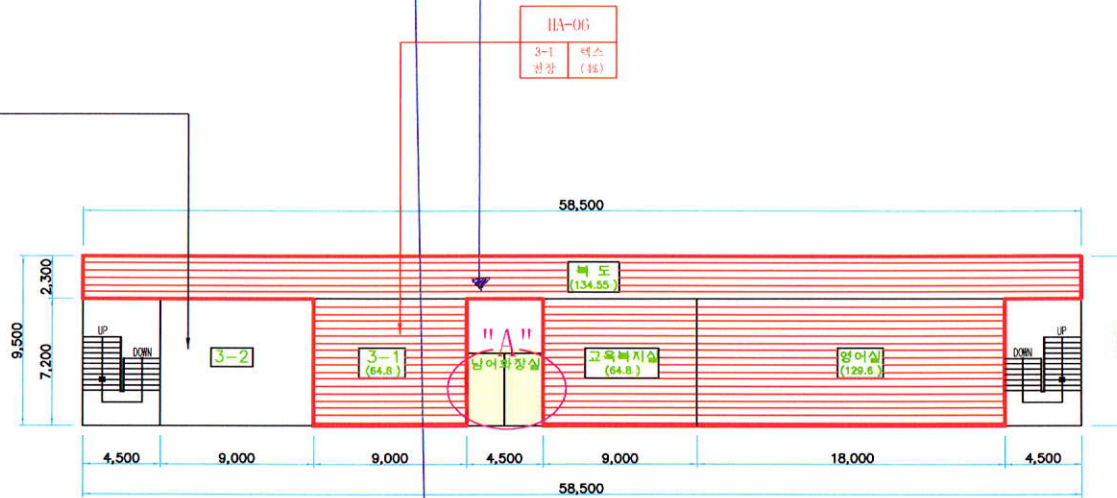 HA-06
3-1 텍스
천장 (4%)
58,500
2,300
9,500
7,200
복 도
(134.55 )
UP
DOWN
3-2
3-1
(64.8 )
"A"
남여화장실
교육복지실
(64.8 )
영어실
(129.6 )
UP
DOWN
4,500 9,000 9,000 4,500 9,000 18,000 4,500
58,500